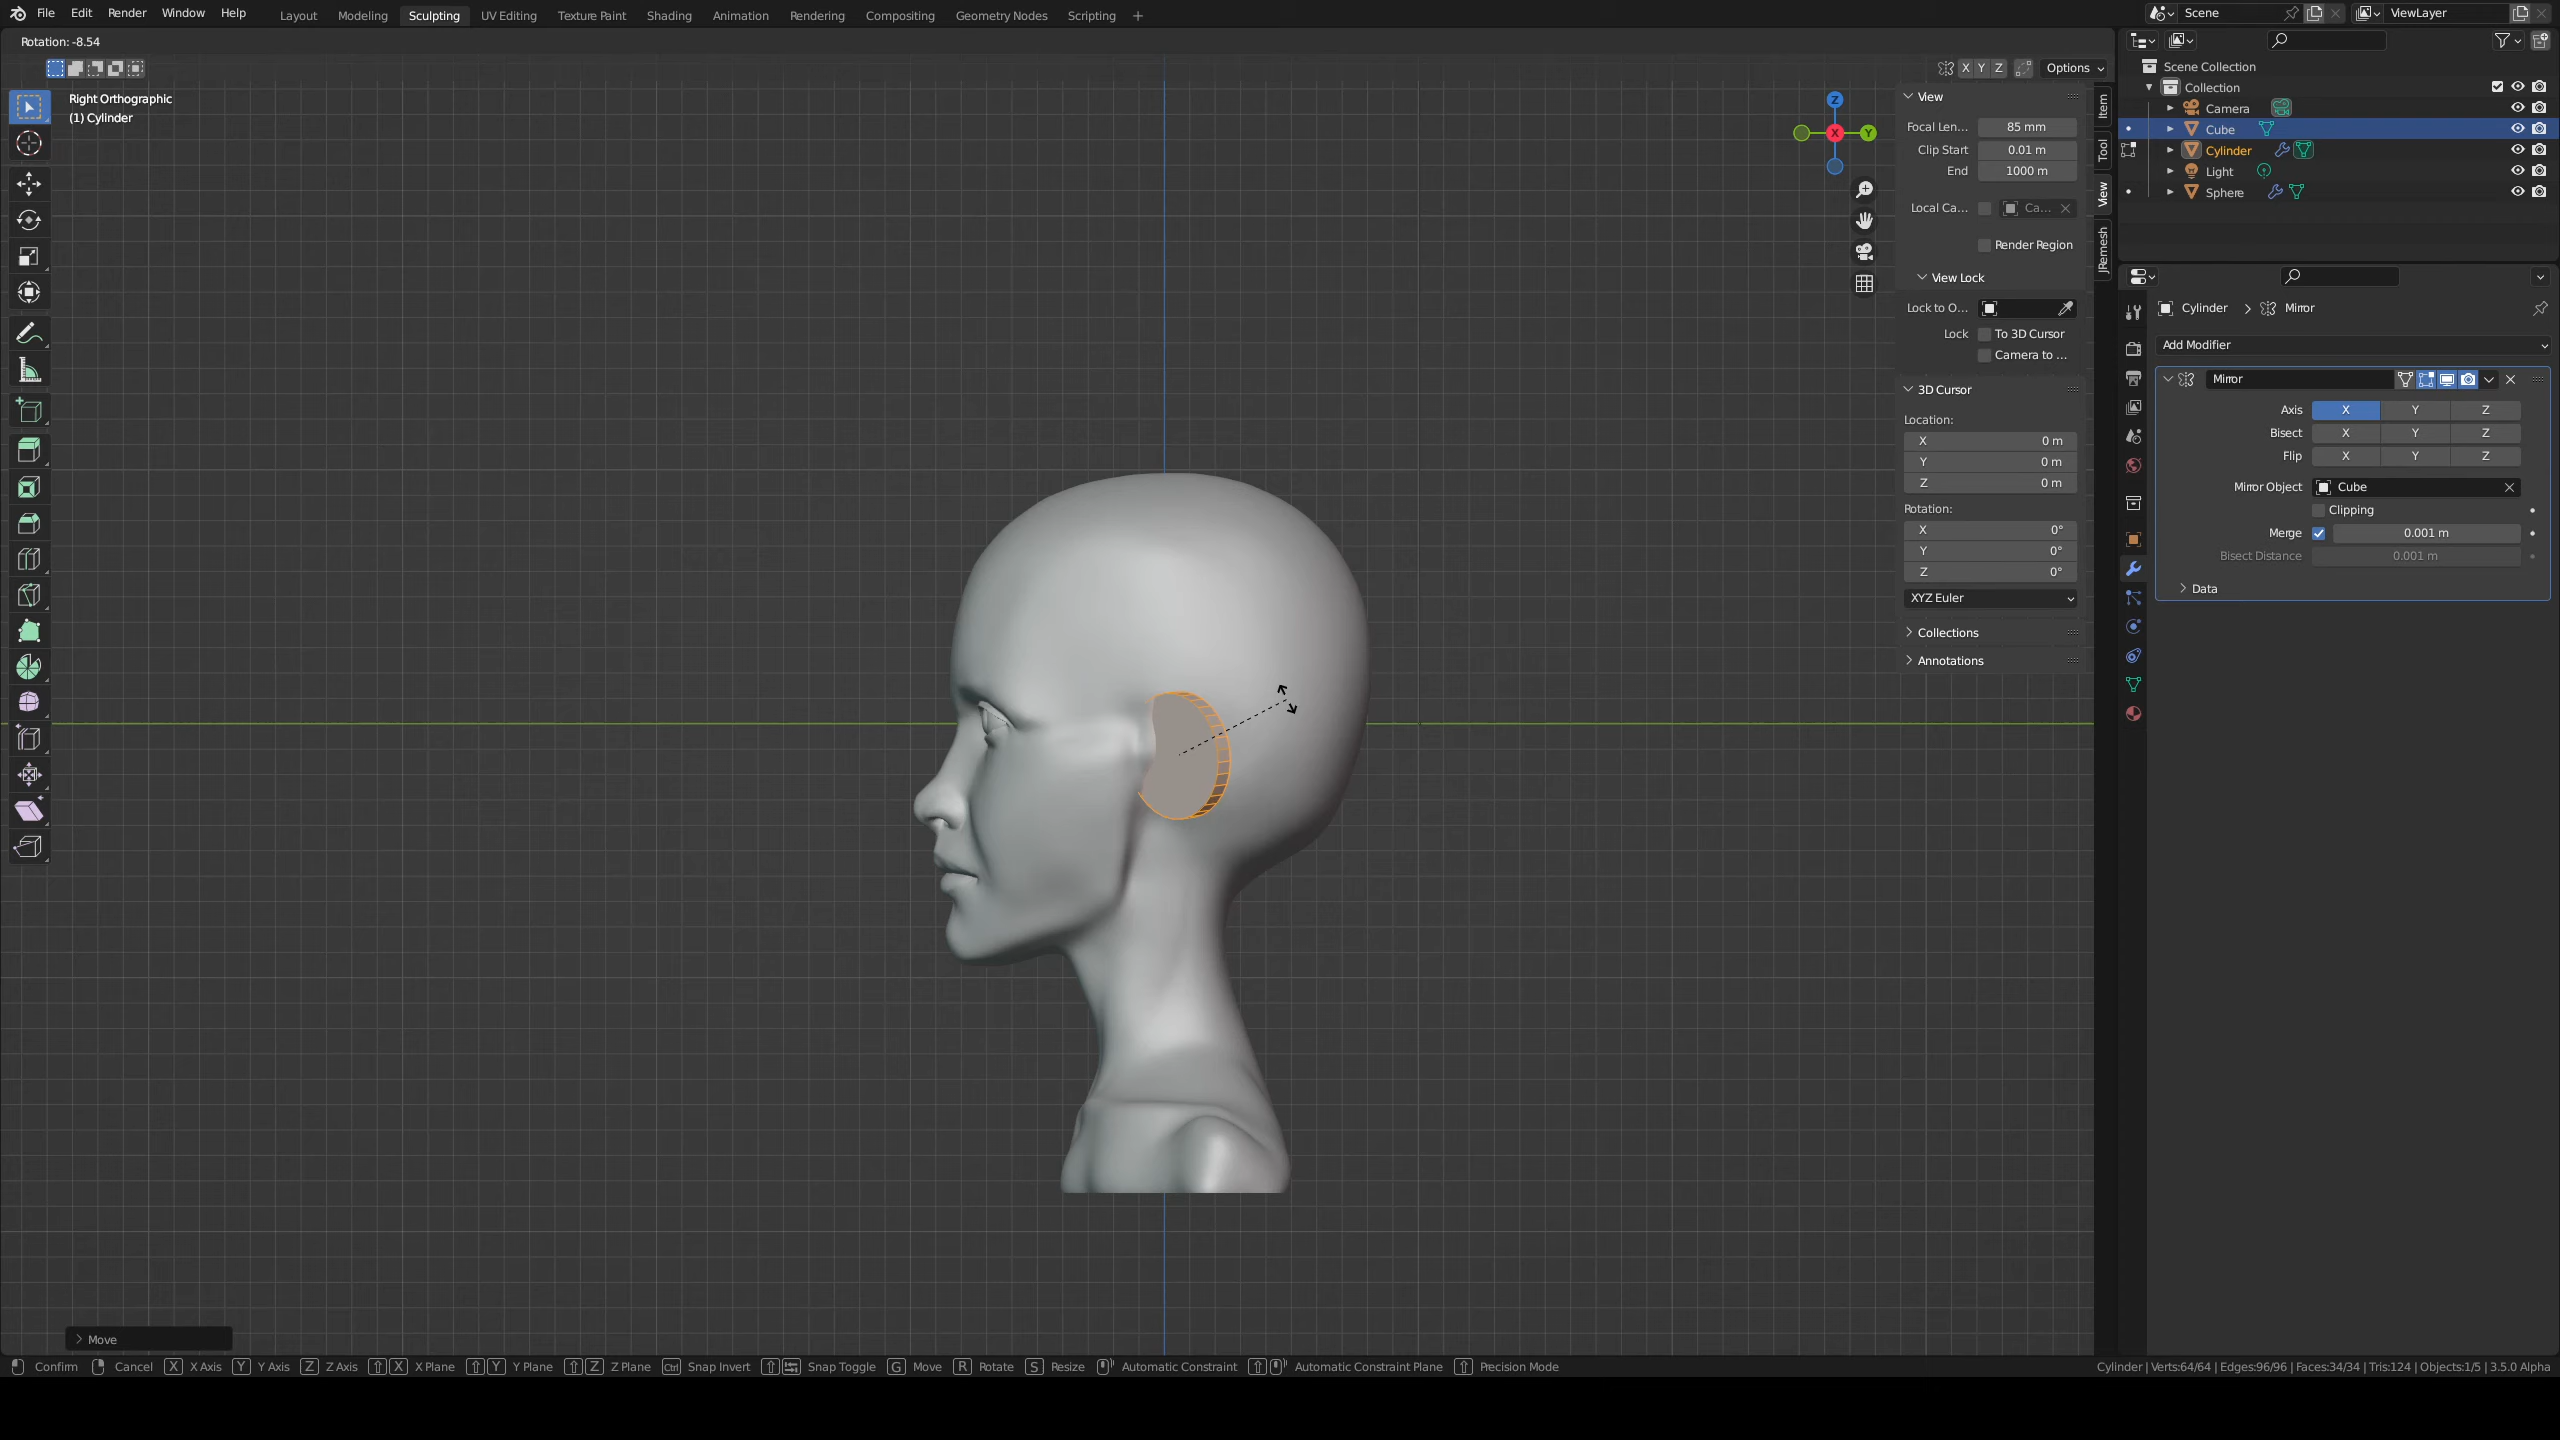 File Edit Render Window Help Layout Modeling Sculpting UV Editing Texture Paint Shading Animation Rendering Compositing Geometry Nodes Scripting + Scene ViewLayer
Rotation: -8.54
X Y Z Options
Right Orthographic
(1) Cylinder
Z
X
Y
View
Focal Len... 85 mm
Clip Start 0.01 m
End 1000 m
Local Ca... Ca...
Render Region
View Lock
Lock to O...
Lock To 3D Cursor
Camera to ...
3D Cursor
Location:
X 0 m
Y 0 m
Z 0 m
Rotation:
X 0°
Y 0°
Z 0°
XYZ Euler
Collections
Annotations
Item
Tool
View
JRemesh
Scene Collection
Collection
Camera
Cube
Cylinder
Light
Sphere
Cylinder > Mirror
Add Modifier
Mirror
Axis X Y Z
Bisect X Y Z
Flip X Y Z
Mirror Object Cube
Clipping
Merge 0.001 m
Bisect Distance 0.001 m
Data
Move
Confirm Cancel X X Axis Y Y Axis Z Z Axis X X Plane Y Y Plane Z Z Plane Ctrl Snap Invert Snap Toggle G Move R Rotate S Resize Automatic Constraint Automatic Constraint Plane Precision Mode Cylinder | Verts:64/64 | Edges:96/96 | Faces:34/34 | Tris:124 | Objects:1/5 | 3.5.0 Alpha